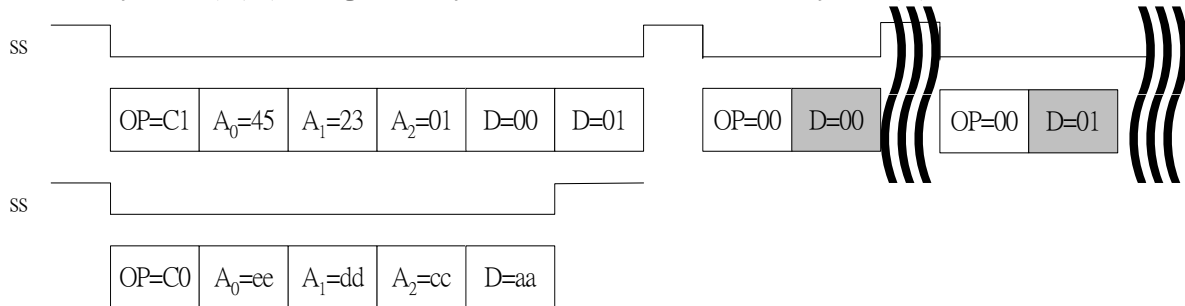 SS
OP=C1 A₀=45 A₁=23 A₂=01 D=00 D=01 OP=00 D=00 OP=00 D=01
SS
OP=C0 A₀=ee A₁=dd A₂=cc D=aa